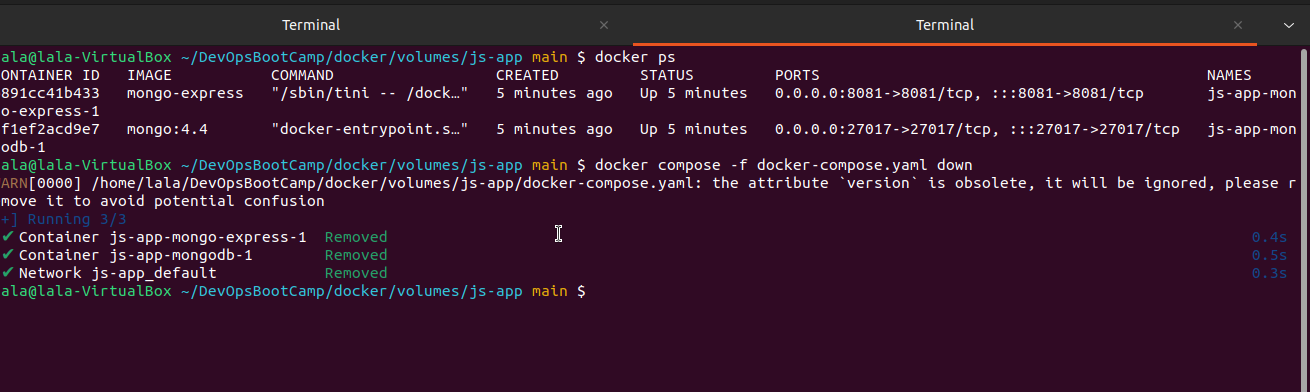 Terminal × Terminal ×
ala@lala-VirtualBox ~/DevOpsBootCamp/docker/volumes/js-app main $ docker ps
ONTAINER ID   IMAGE           COMMAND                  CREATED         STATUS         PORTS                                           NAMES
891cc41b433   mongo-express   "/sbin/tini -- /dock…"   5 minutes ago   Up 5 minutes   0.0.0.0:8081->8081/tcp, :::8081->8081/tcp       js-app-mon
o-express-1
f1ef2acd9e7   mongo:4.4       "docker-entrypoint.s…"   5 minutes ago   Up 5 minutes   0.0.0.0:27017->27017/tcp, :::27017->27017/tcp   js-app-mon
odb-1
ala@lala-VirtualBox ~/DevOpsBootCamp/docker/volumes/js-app main $ docker compose -f docker-compose.yaml down
ARN[0000] /home/lala/DevOpsBootCamp/docker/volumes/js-app/docker-compose.yaml: the attribute `version` is obsolete, it will be ignored, please r
move it to avoid potential confusion
+] Running 3/3
✔ Container js-app-mongo-express-1  Removed 0.4s
✔ Container js-app-mongodb-1        Removed 0.5s
✔ Network js-app_default            Removed 0.3s
ala@lala-VirtualBox ~/DevOpsBootCamp/docker/volumes/js-app main $